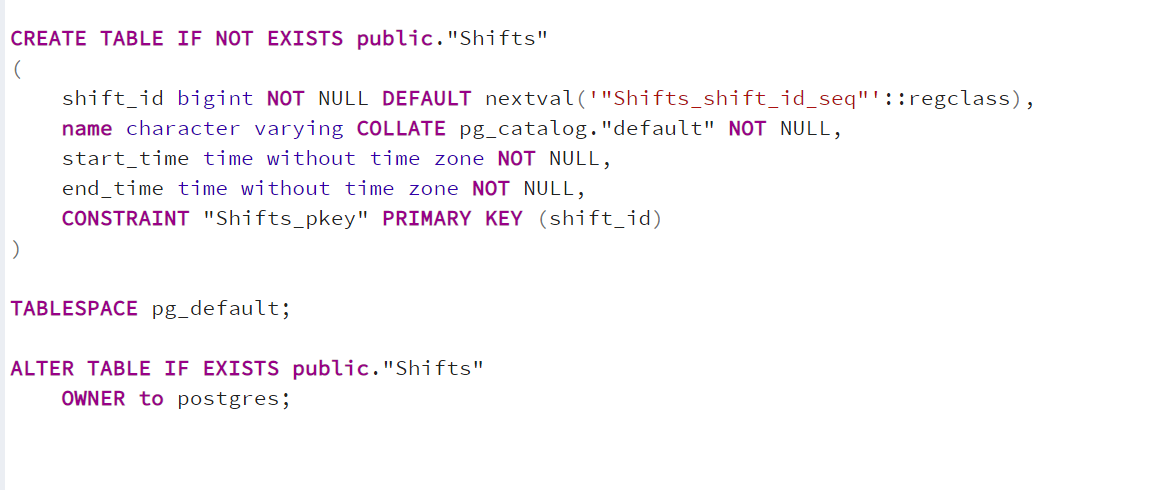 CREATE TABLE IF NOT EXISTS public."Shifts"
(
    shift_id bigint NOT NULL DEFAULT nextval('"Shifts_shift_id_seq"'::regclass),
    name character varying COLLATE pg_catalog."default" NOT NULL,
    start_time time without time zone NOT NULL,
    end_time time without time zone NOT NULL,
    CONSTRAINT "Shifts_pkey" PRIMARY KEY (shift_id)
)
TABLESPACE pg_default;
ALTER TABLE IF EXISTS public."Shifts"
    OWNER to postgres;